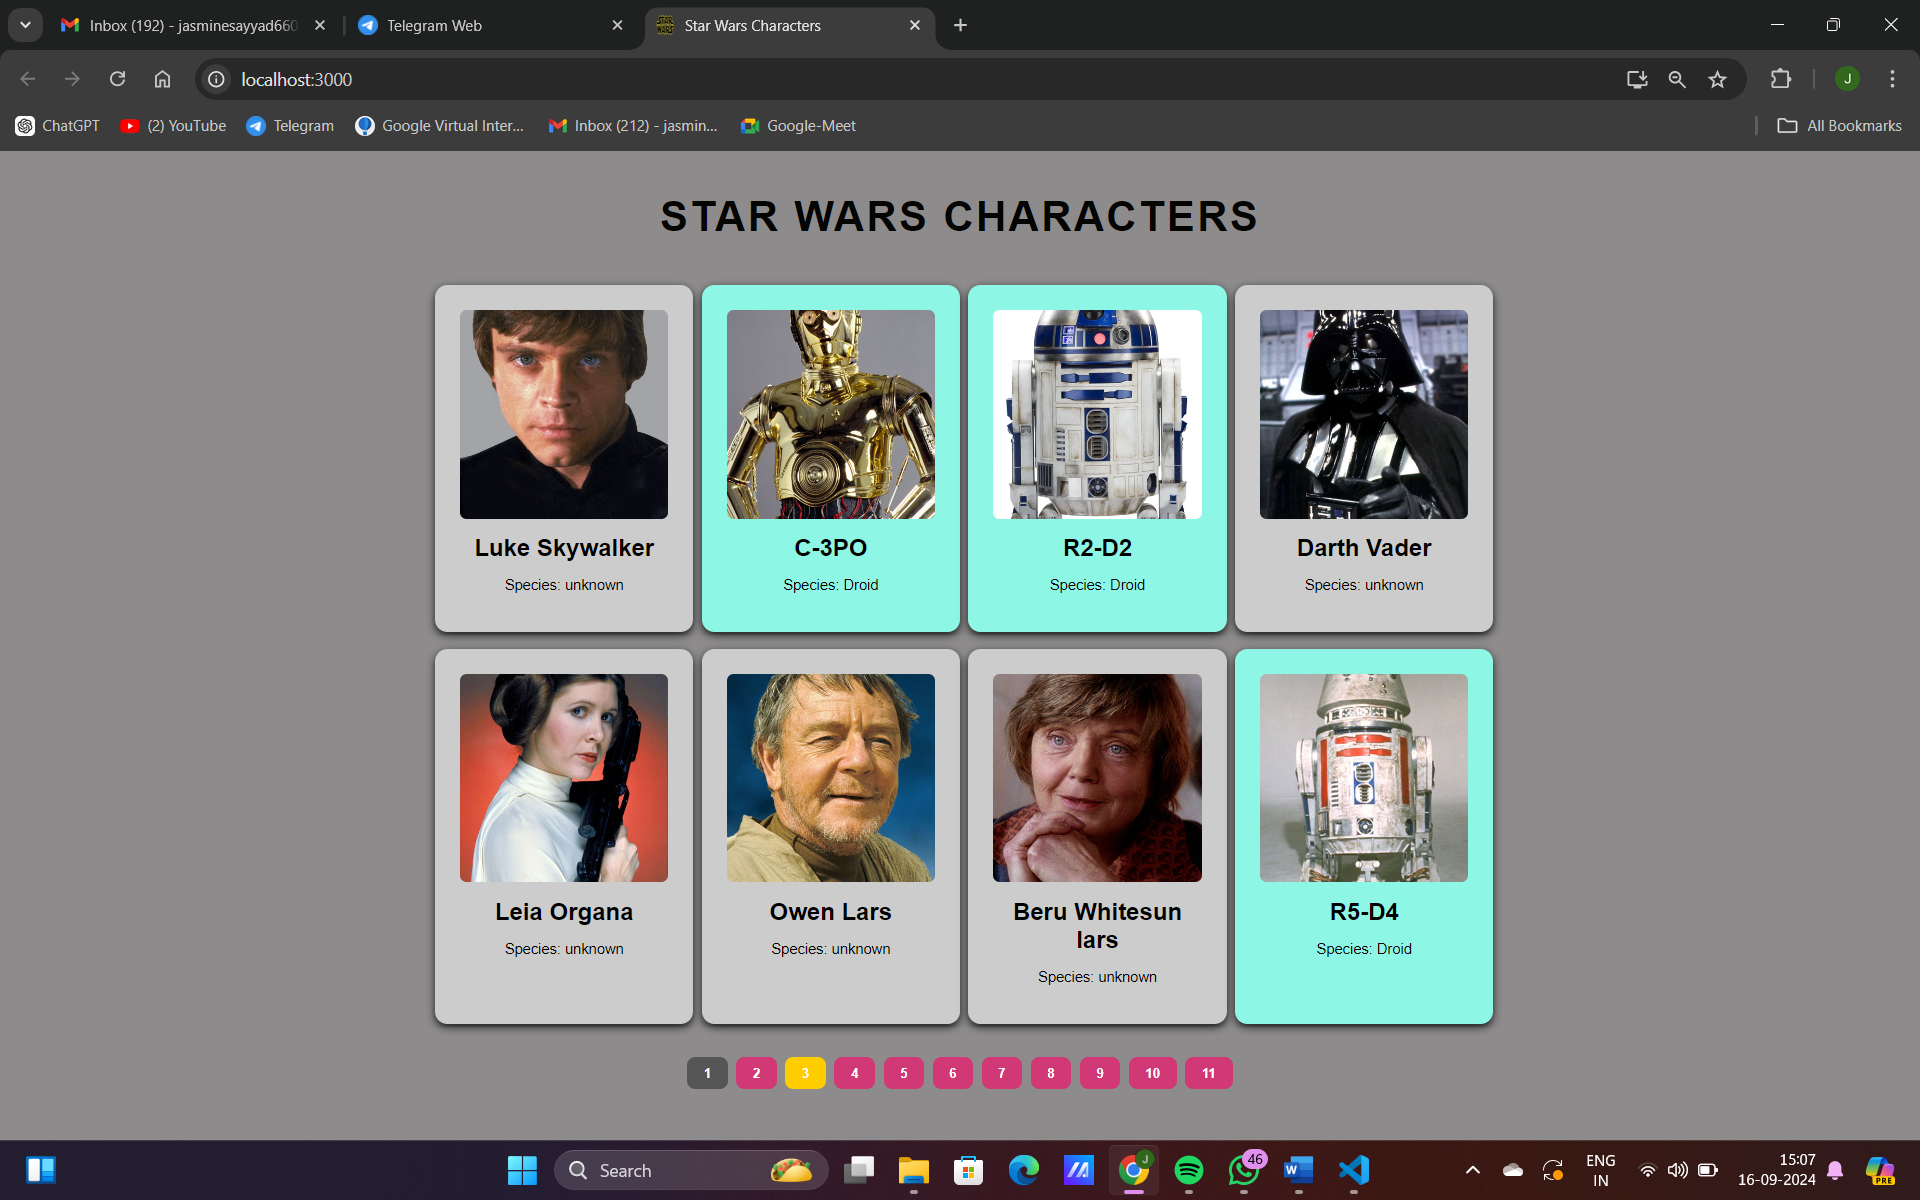 Inbox (192) - jasminesayyad660
Telegram Web
Star Wars Characters
localhost:3000
J
ChatGPT
(2) YouTube
Telegram
Google Virtual Inter...
Inbox (212) - jasmin...
Google-Meet
All Bookmarks
STAR WARS CHARACTERS
Luke Skywalker
Species: unknown
C-3PO
Species: Droid
R2-D2
Species: Droid
Darth Vader
Species: unknown
Leia Organa
Species: unknown
Owen Lars
Species: unknown
Beru Whitesun
lars
Species: unknown
R5-D4
Species: Droid
1 2 3 4 5 6 7 8 9 10 11
Search
J
46
W
ENG
IN
15:07
16-09-2024
PRE